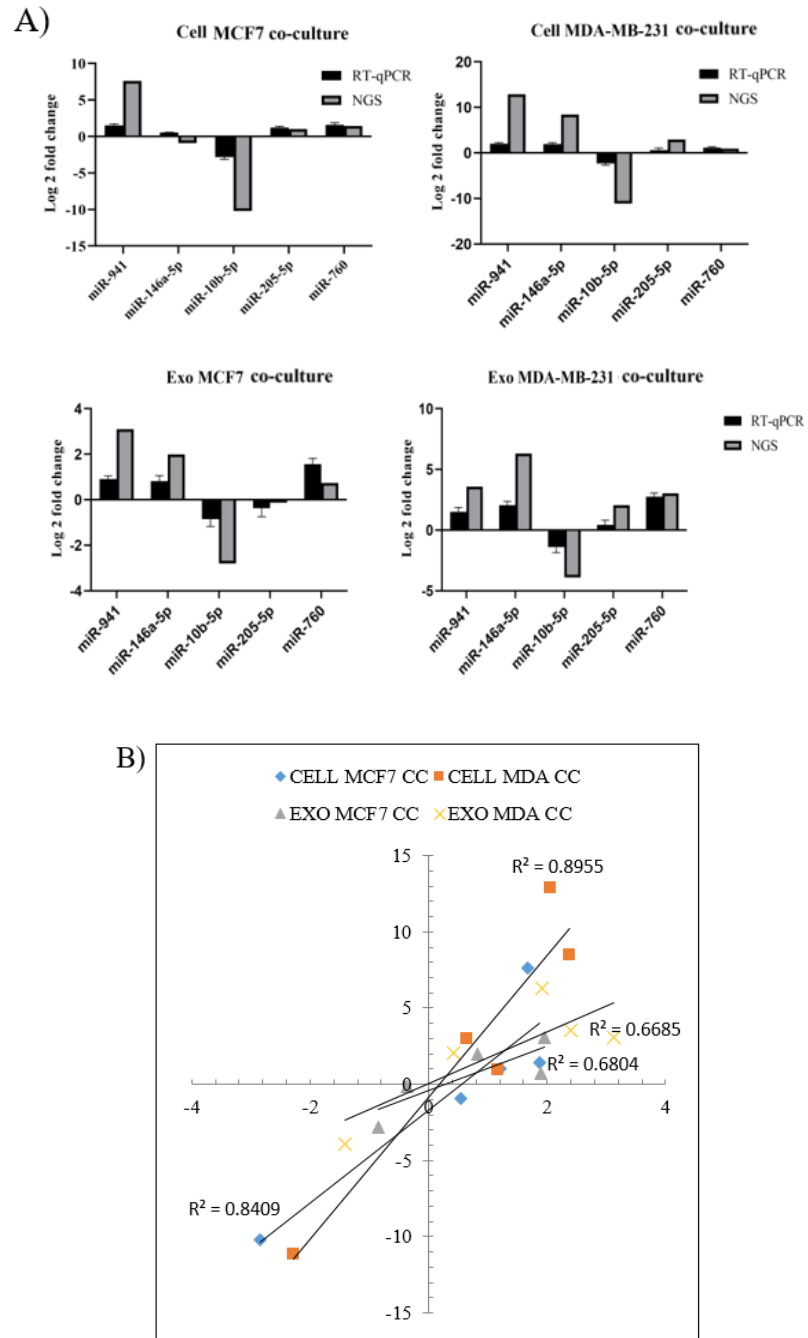 A)
Cell MCF7 co-culture
Log 2 fold change
10
5
0
-5
-10
-15
RT-qPCR
NGS
miR-941
miR-146a-5p
miR-10b-5p
miR-205-5p
miR-760
Cell MDA-MB-231 co-culture
Log 2 fold change
20
10
0
-10
-20
RT-qPCR
NGS
miR-941
miR-146a-5p
miR-10b-5p
miR-205-5p
miR-760
Exo MCF7 co-culture
Log 2 fold change
4
2
0
-2
-4
miR-941
miR-146a-5p
miR-10b-5p
miR-205-5p
miR-760
Exo MDA-MB-231 co-culture
Log 2 fold change
10
5
0
-5
RT-qPCR
NGS
miR-941
miR-146a-5p
miR-10b-5p
miR-205-5p
miR-760
B)
CELL MCF7 CC CELL MDA CC
EXO MCF7 CC EXO MDA CC
15
R² = 0.8955
10
5
R² = 0.6685
R² = 0.6804
0
-4 -2 0 2 4
-5
R² = 0.8409
-10
-15